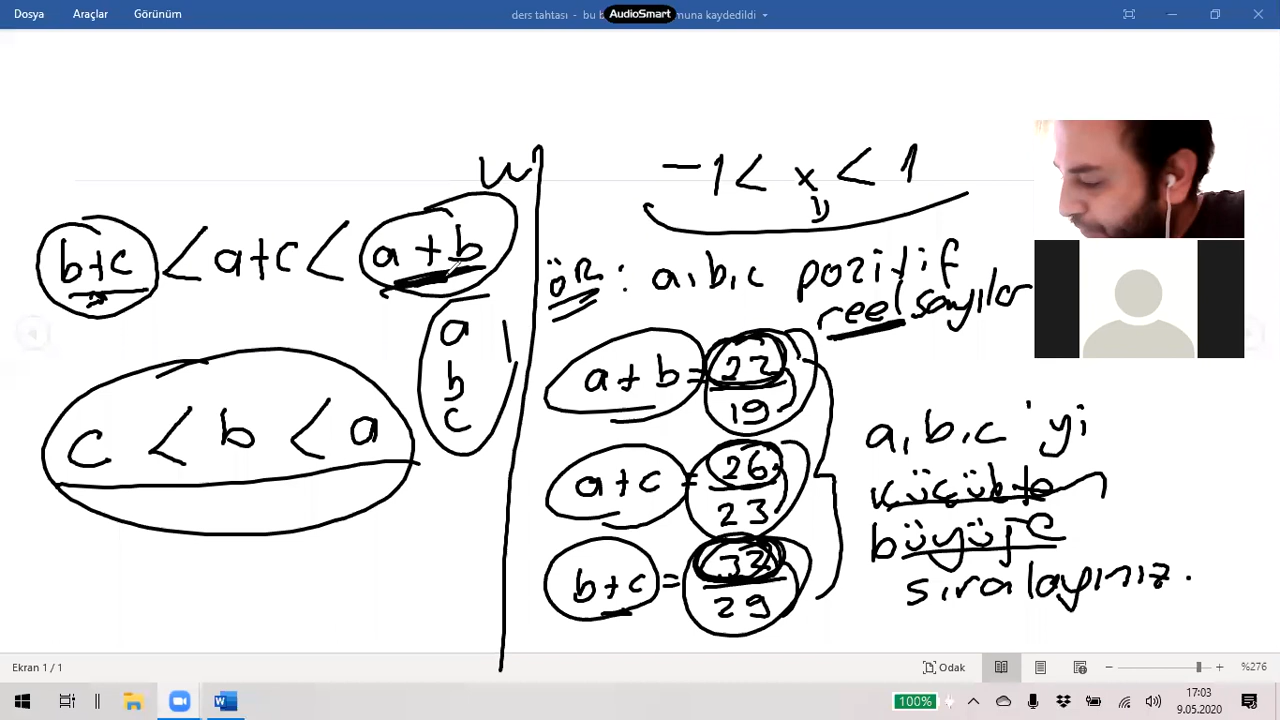 Dosya Araçlar Görünüm
AudioSmart
ders tahtası - bu b muna kaydedildi
b+c < a+c < a+b
a
b
c
c < b < a
-1 < x < 1
ÖR : a,b,c pozitif
reel sayılar
a+b = 22/19
a+c = 26/23
b+c = 32/29
a,b,c 'yi
küçükten
büyüğe
sıralayınız.
Ekran 1 / 1
Odak
%276
100%
17:03
9.05.2020